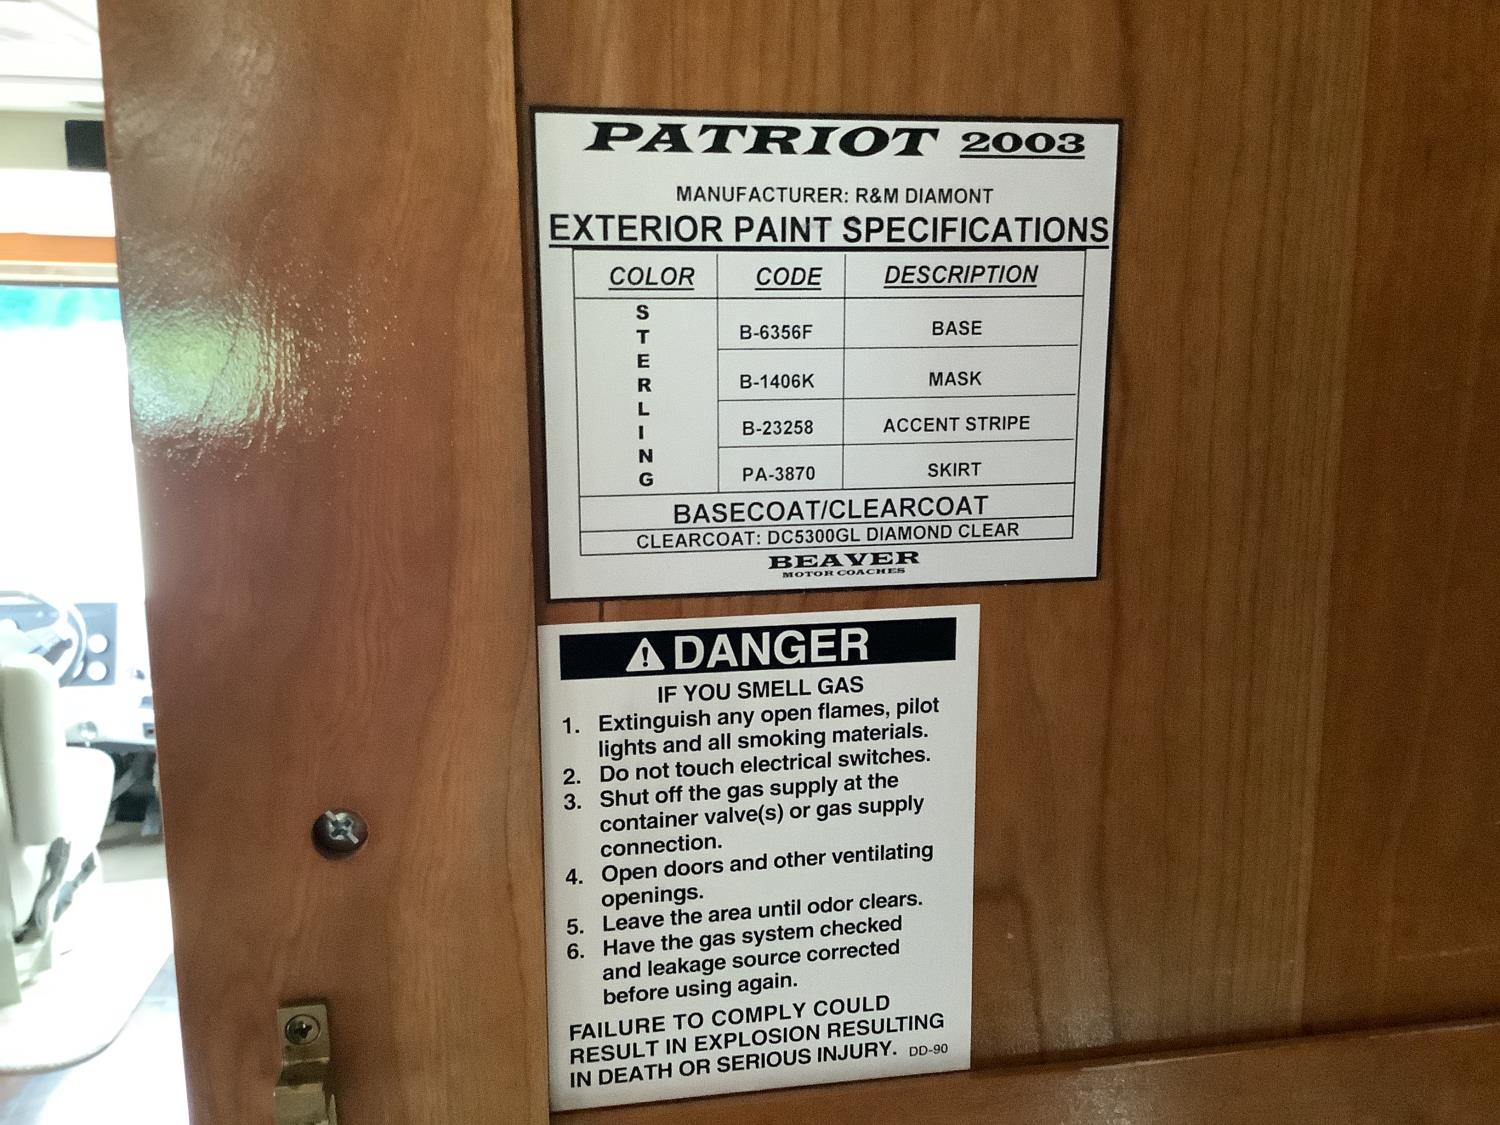 PATRIOT 2003
MANUFACTURER: R&M DIAMONT
EXTERIOR PAINT SPECIFICATIONS
COLOR CODE DESCRIPTION
STERLING
B-6356F BASE
B-1406K MASK
B-23258 ACCENT STRIPE
PA-3870 SKIRT
BASECOAT/CLEARCOAT
CLEARCOAT: DC5300GL DIAMOND CLEAR
BEAVER
MOTOR COACHES
DANGER
IF YOU SMELL GAS
1. Extinguish any open flames, pilot
lights and all smoking materials.
2. Do not touch electrical switches.
3. Shut off the gas supply at the
container valve(s) or gas supply
connection.
4. Open doors and other ventilating
openings.
5. Leave the area until odor clears.
6. Have the gas system checked
and leakage source corrected
before using again.
FAILURE TO COMPLY COULD
RESULT IN EXPLOSION RESULTING
IN DEATH OR SERIOUS INJURY. DD-90